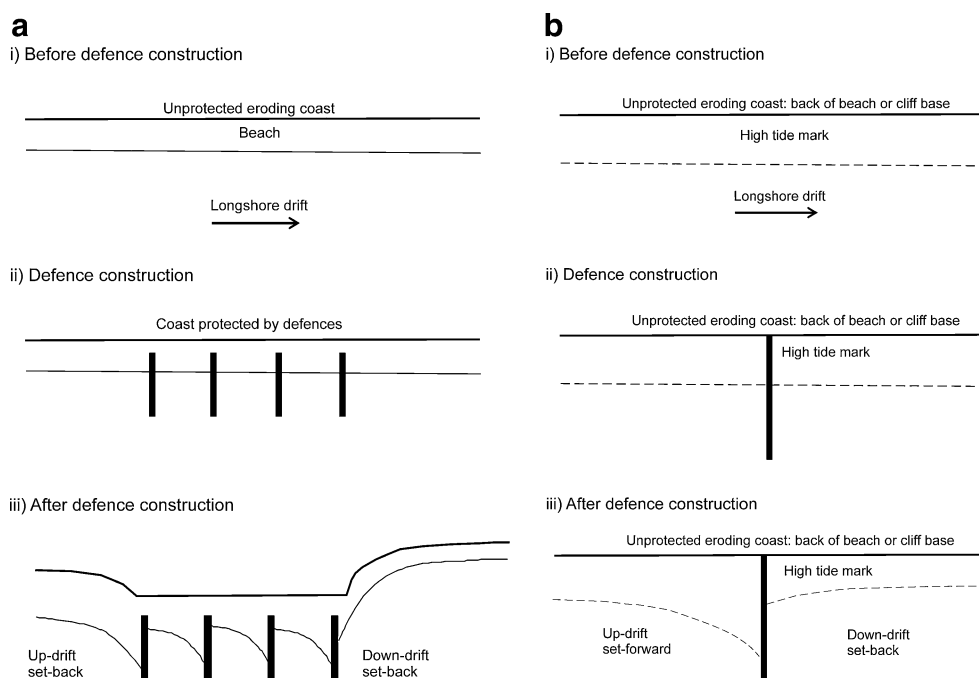 a
i) Before defence construction
Unprotected eroding coast
Beach
Longshore drift
ii) Defence construction
Coast protected by defences
iii) After defence construction
Up-drift
set-back
Down-drift
set-back
b
i) Before defence construction
Unprotected eroding coast: back of beach or cliff base
High tide mark
Longshore drift
ii) Defence construction
Unprotected eroding coast: back of beach or cliff base
High tide mark
iii) After defence construction
Unprotected eroding coast: back of beach or cliff base
High tide mark
Up-drift
set-forward
Down-drift
set-back